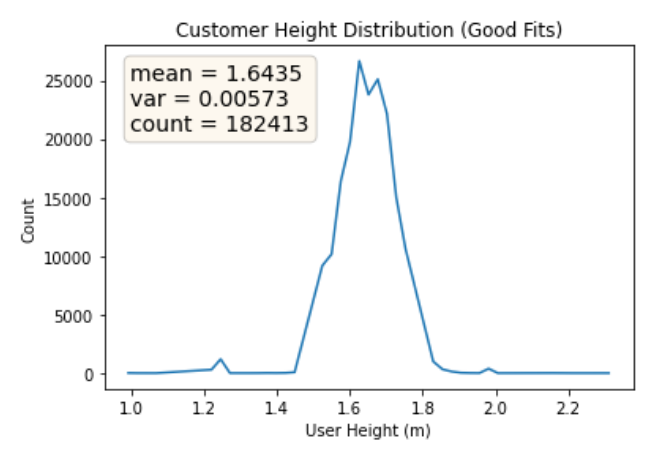 Customer Height Distribution (Good Fits)
mean = 1.6435
var = 0.00573
count = 182413
25000
20000
15000
10000
5000
0
Count
1.0 1.2 1.4 1.6 1.8 2.0 2.2
User Height (m)